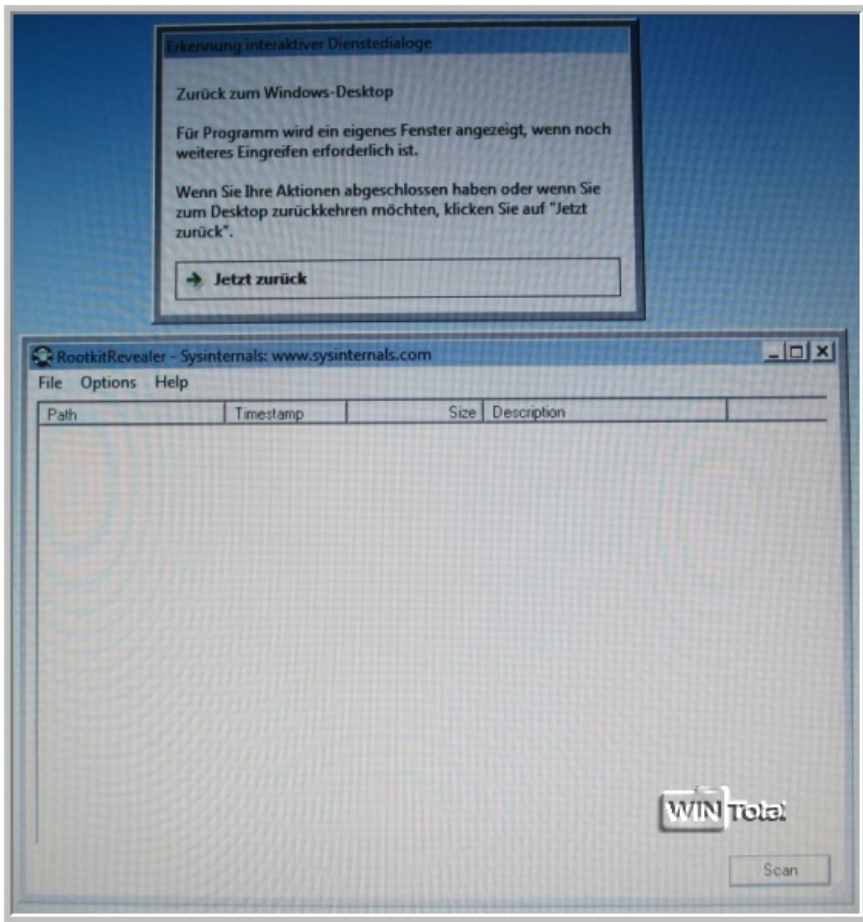 Erkennung interaktiver Dienstedialoge
Zurück zum Windows-Desktop
Für Programm wird ein eigenes Fenster angezeigt, wenn noch
weiteres Eingreifen erforderlich ist.
Wenn Sie Ihre Aktionen abgeschlossen haben oder wenn Sie
zum Desktop zurückkehren möchten, klicken Sie auf "Jetzt
zurück".
Jetzt zurück
RootkitRevealer - Sysinternals: www.sysinternals.com
File Options Help
Path Timestamp Size Description
WIN Total
Scan